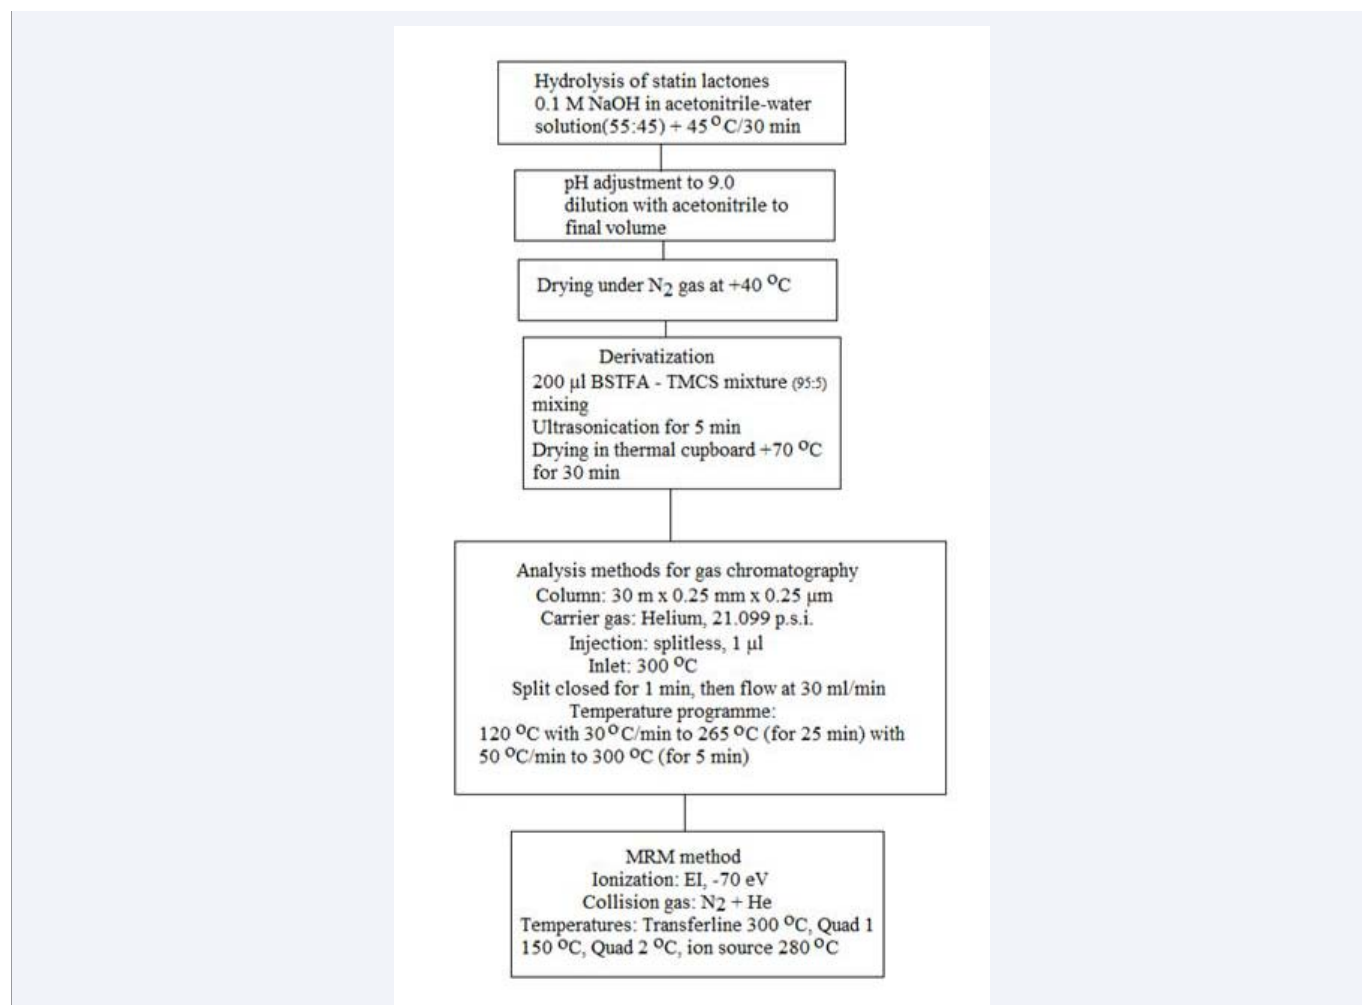 Hydrolysis of statin lactones
0.1 M NaOH in acetonitrile-water
solution(55:45) + 45 °C/30 min
pH adjustment to 9.0
dilution with acetonitrile to
final volume
Drying under N2 gas at +40 °C
Derivatization
200 µl BSTFA - TMCS mixture (95:5)
mixing
Ultrasonication for 5 min
Drying in thermal cupboard +70 °C
for 30 min
Analysis methods for gas chromatography
Column: 30 m x 0.25 mm x 0.25 µm
Carrier gas: Helium, 21.099 p.s.i.
Injection: splitless, 1 µl
Inlet: 300 °C
Split closed for 1 min, then flow at 30 ml/min
Temperature programme:
120 °C with 30 °C/min to 265 °C (for 25 min) with
50 °C/min to 300 °C (for 5 min)
MRM method
Ionization: EI, -70 eV
Collision gas: N2 + He
Temperatures: Transferline 300 °C, Quad 1
150 °C, Quad 2 °C, ion source 280 °C